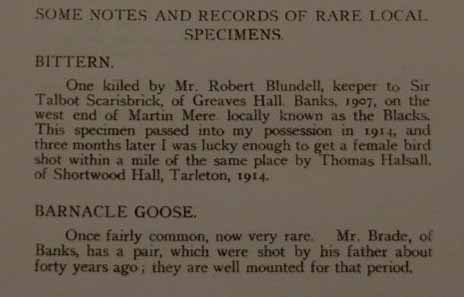 SOME NOTES AND RECORDS OF RARE LOCAL
SPECIMENS.
BITTERN.
One killed by Mr. Robert Blundell, keeper to Sir
Talbot Scarisbrick, of Greaves Hall. Banks, 1907, on the
west end of Martin Mere locally known as the Blacks.
This specimen passed into my possession in 1914, and
three months later I was lucky enough to get a female bird
shot within a mile of the same place by Thomas Halsall,
of Shortwood Hall, Tarleton, 1914.
BARNACLE GOOSE.
Once fairly common, now very rare. Mr. Brade, of
Banks, has a pair, which were shot by his father about
forty years ago; they are well mounted for that period.